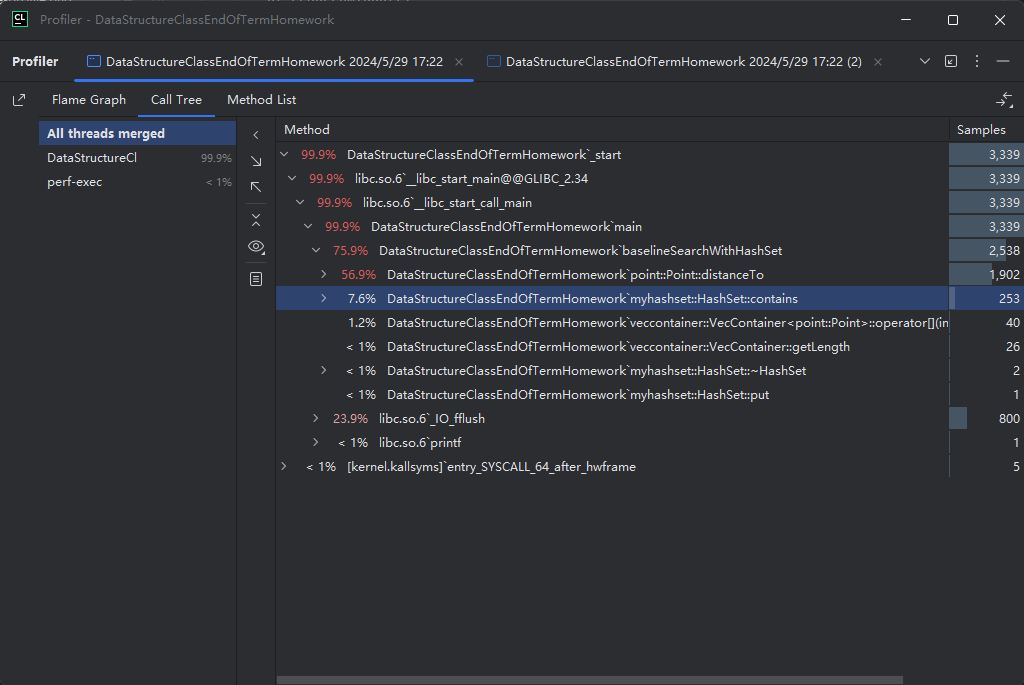 CL Profiler - DataStructureClassEndOfTermHomework
Profiler DataStructureClassEndOfTermHomework 2024/5/29 17:22 DataStructureClassEndOfTermHomework 2024/5/29 17:22 (2)
Flame Graph Call Tree Method List
All threads merged
DataStructureCl 99.9%
perf-exec < 1%
Method Samples
99.9% DataStructureClassEndOfTermHomework`_start 3,339
99.9% libc.so.6`__libc_start_main@@GLIBC_2.34 3,339
99.9% libc.so.6`__libc_start_call_main 3,339
99.9% DataStructureClassEndOfTermHomework`main 3,339
75.9% DataStructureClassEndOfTermHomework`baselineSearchWithHashSet 2,538
56.9% DataStructureClassEndOfTermHomework`point::Point::distanceTo 1,902
7.6% DataStructureClassEndOfTermHomework`myhashset::HashSet::contains 253
1.2% DataStructureClassEndOfTermHomework`veccontainer::VecContainer<point::Point>::operator[](in 40
< 1% DataStructureClassEndOfTermHomework`veccontainer::VecContainer::getLength 26
< 1% DataStructureClassEndOfTermHomework`myhashset::HashSet::~HashSet 2
< 1% DataStructureClassEndOfTermHomework`myhashset::HashSet::put 1
23.9% libc.so.6`_IO_fflush 800
< 1% libc.so.6`printf 1
< 1% [kernel.kallsyms]`entry_SYSCALL_64_after_hwframe 5